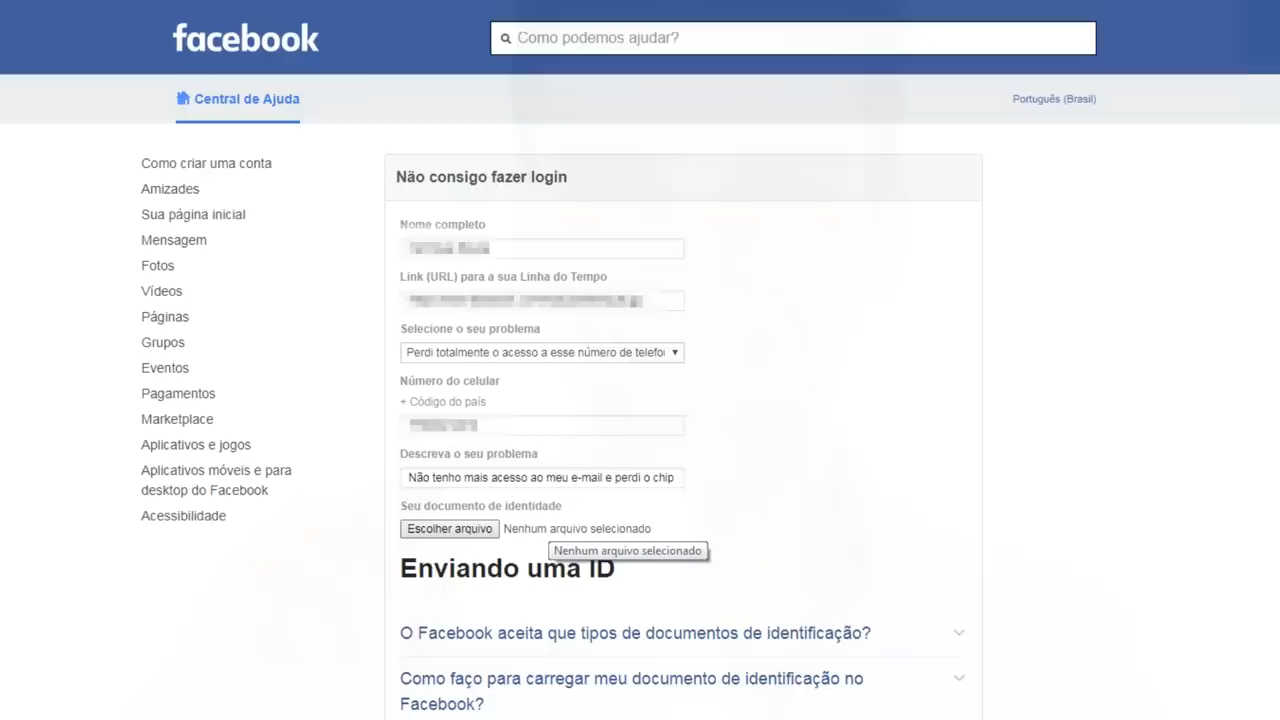 facebook
Como podemos ajudar?
Central de Ajuda
Português (Brasil)
Como criar uma conta
Amizades
Sua página inicial
Mensagem
Fotos
Vídeos
Páginas
Grupos
Eventos
Pagamentos
Marketplace
Aplicativos e jogos
Aplicativos móveis e para
desktop do Facebook
Acessibilidade
Não consigo fazer login
Nome completo
Link (URL) para a sua Linha do Tempo
Selecione o seu problema
Perdi totalmente o acesso a esse número de telefo
Número do celular
+ Código do país
Descreva o seu problema
Não tenho mais acesso ao meu e-mail e perdi o chip
Seu documento de identidade
Escolher arquivo Nenhum arquivo selecionado
Nenhum arquivo selecionado
Enviando uma ID
O Facebook aceita que tipos de documentos de identificação?
Como faço para carregar meu documento de identificação no
Facebook?